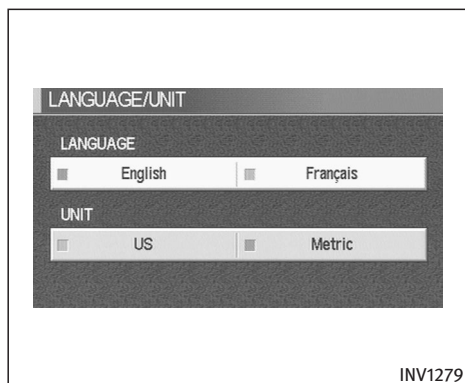 LANGUAGE/UNIT
LANGUAGE
English Français
UNIT
US Metric
INV1279